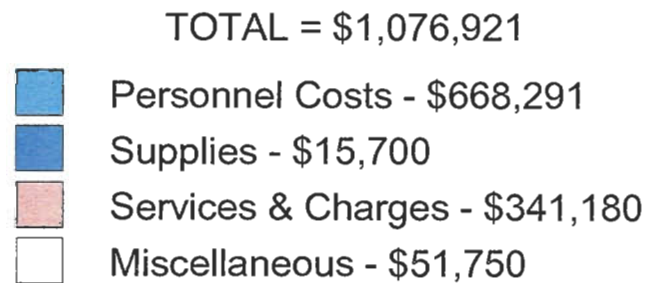 TOTAL = $1,076,921
Personnel Costs - $668,291
Supplies - $15,700
Services & Charges - $341,180
Miscellaneous - $51,750